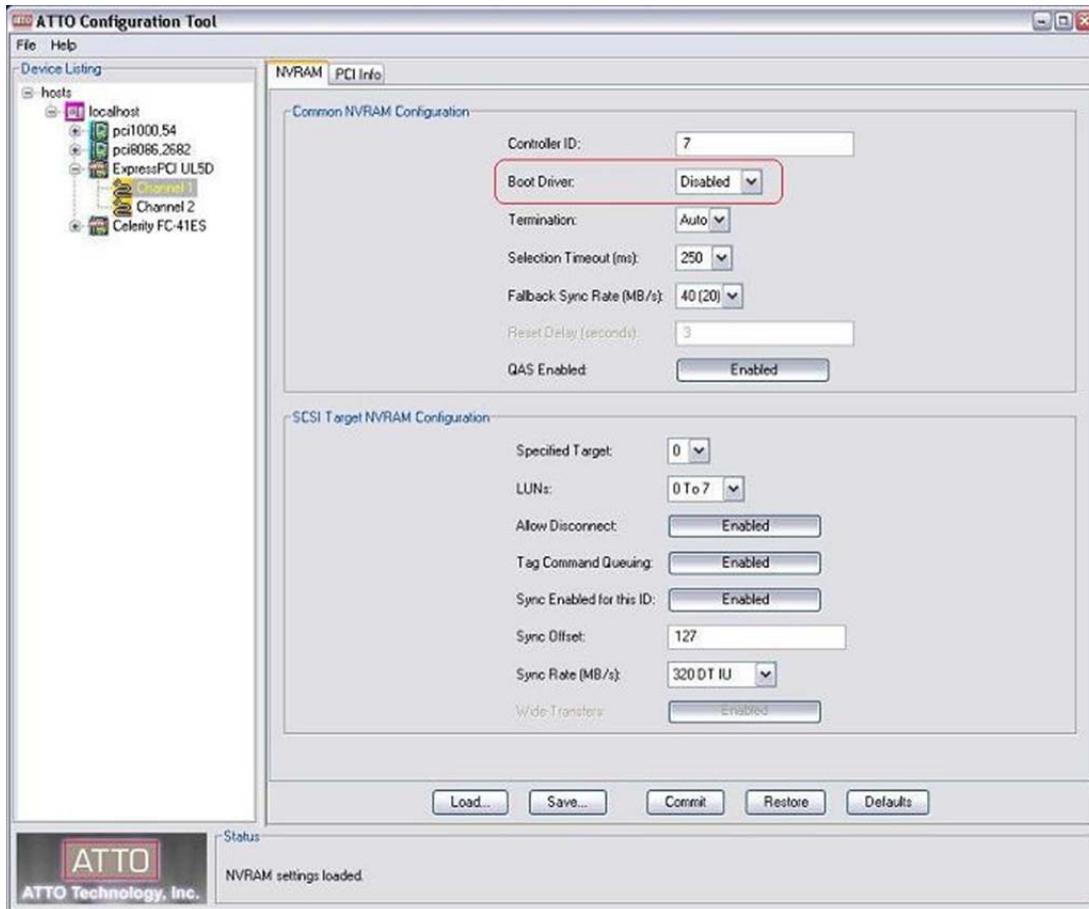 ATTO Configuration Tool
File Help
Device Listing
hosts
localhost
pci1000,54
pci8086,2682
ExpressPCI UL5D
Channel 1
Channel 2
Celerity FC-41ES
NVRAM PCI Info
Common NVRAM Configuration
Controller ID: 7
Boot Driver: Disabled
Termination: Auto
Selection Timeout (ms): 250
Fallback Sync Rate (MB/s): 40 (20)
Reset Delay (seconds): 3
QAS Enabled: Enabled
SCSI Target NVRAM Configuration
Specified Target: 0
LUNs: 0 To 7
Allow Disconnect: Enabled
Tag Command Queuing: Enabled
Sync Enabled for this ID: Enabled
Sync Offset: 127
Sync Rate (MB/s): 320 DT IU
Wide Transfers: Enabled
Load... Save... Commit Restore Defaults
Status
NVRAM settings loaded.
ATTO
ATTO Technology, Inc.